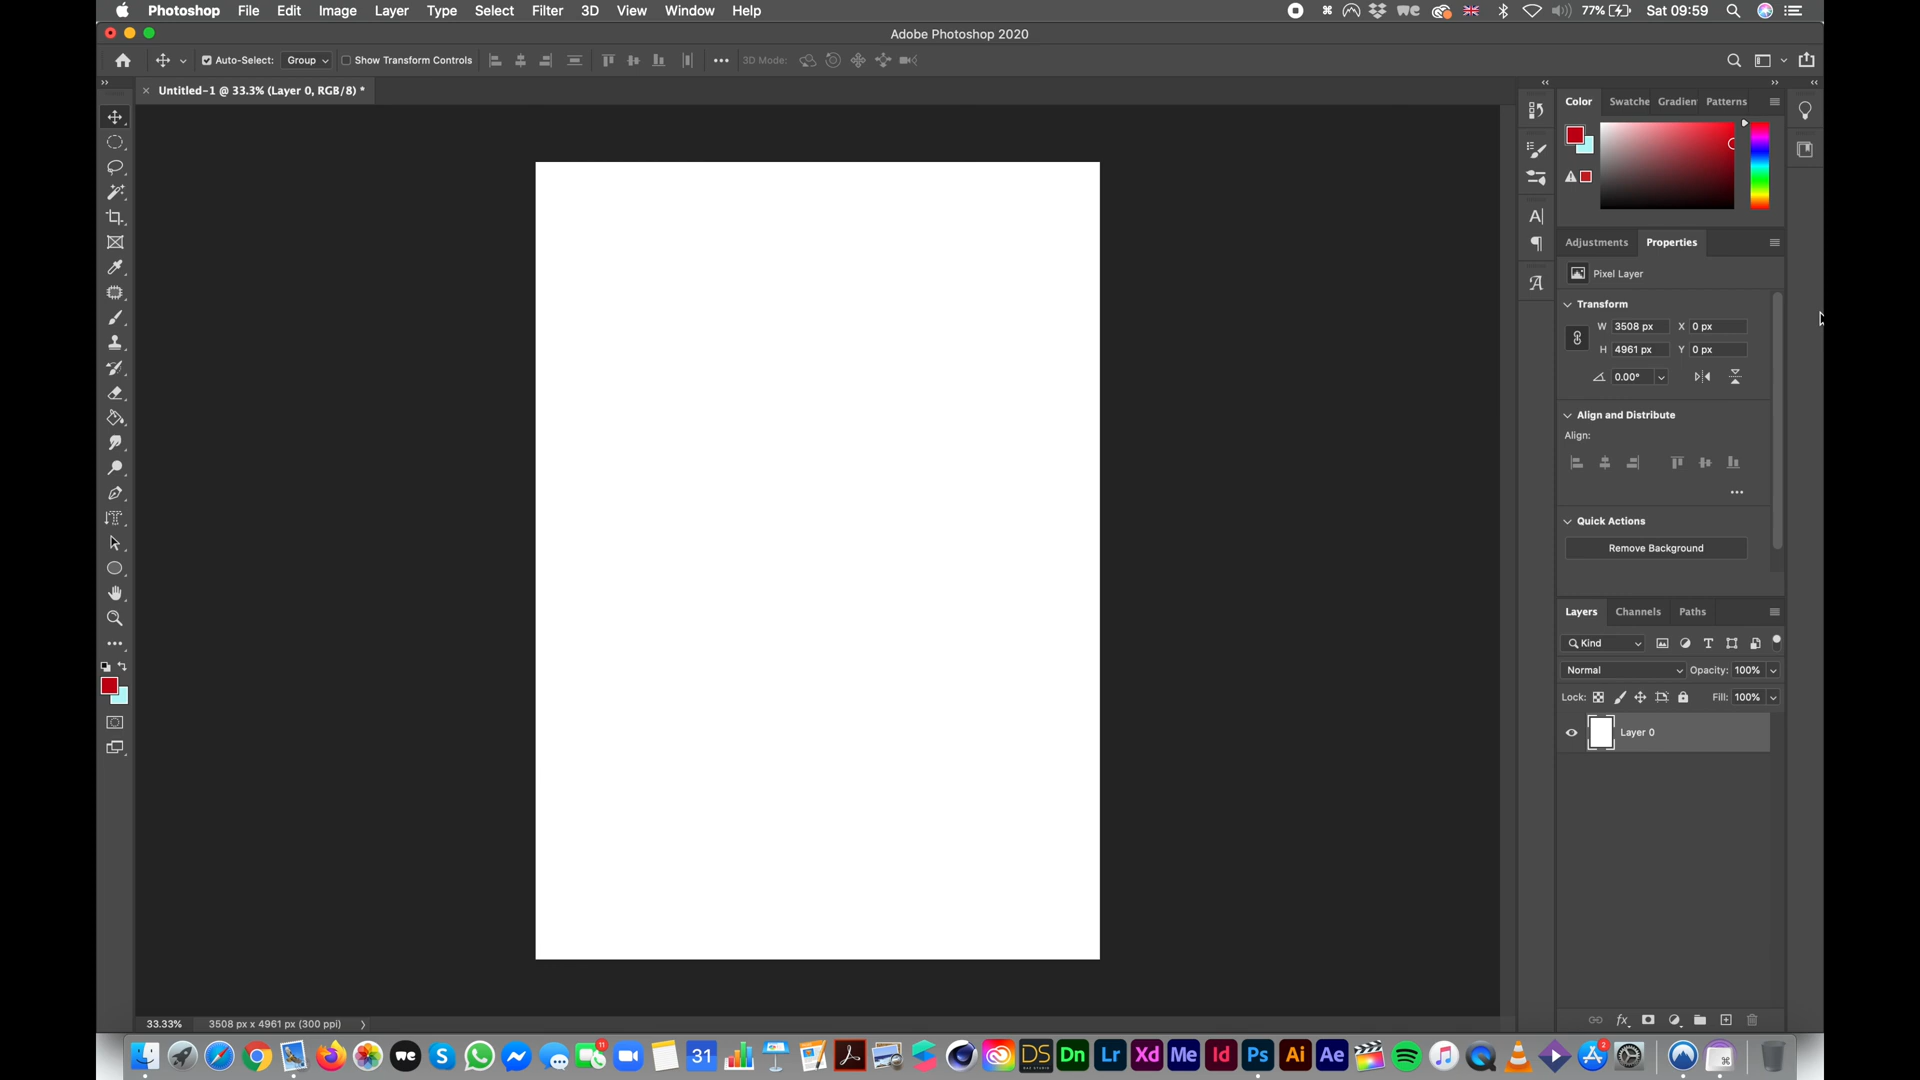 Photoshop File Edit Image Layer Type Select Filter 3D View Window Help 77% Sat 09:59
Adobe Photoshop 2020
Auto-Select: Group Show Transform Controls 3D Mode:
Untitled-1 @ 33.3% (Layer 0, RGB/8) *
Color Swatche Gradien Patterns
Adjustments Properties
Pixel Layer
Transform
W 3508 px X 0 px
H 4961 px Y 0 px
0.00°
Align and Distribute
Align:
Quick Actions
Remove Background
Layers Channels Paths
Kind
Normal Opacity: 100%
Lock: Fill: 100%
Layer 0
fx
33.33% 3508 px x 4961 px (300 ppi)
we 11 31 DS Dn Lr Xd Me Id Ps Ai Ae 2